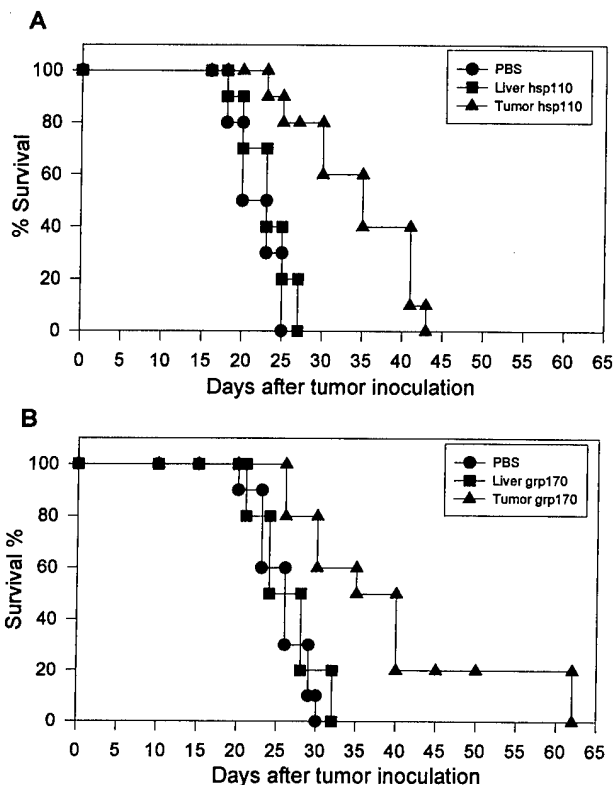 A
PBS
Liver hsp110
Tumor hsp110
% Survival
100
80
60
40
20
0
0 5 10 15 20 25 30 35 40 45 50 55 60 65
Days after tumor inoculation
B
PBS
Liver grp170
Tumor grp170
Survival %
100
80
60
40
20
0
0 5 10 15 20 25 30 35 40 45 50 55 60 65
Days after tumor inoculation